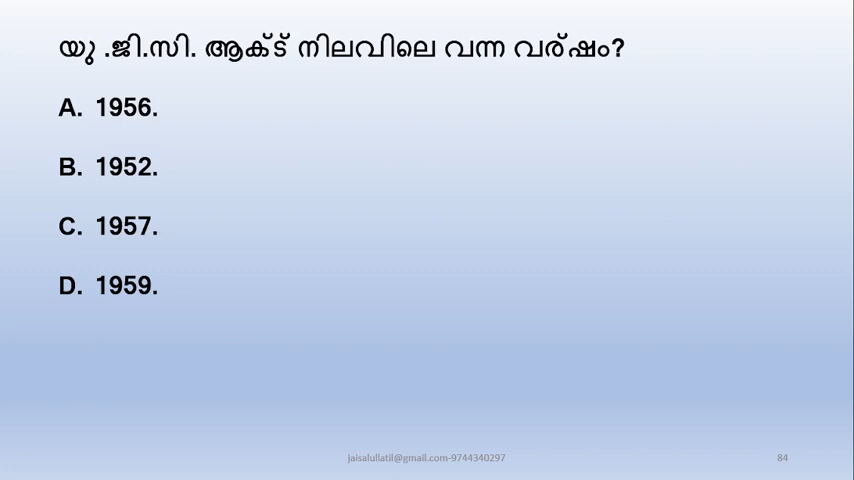 യു .ജി.സി. ആക്ട് നിലവിലെ വന്ന വര്ഷം?
A. 1956.
B. 1952.
C. 1957.
D. 1959.
jaisalullatil@gmail.com-9744340297
84